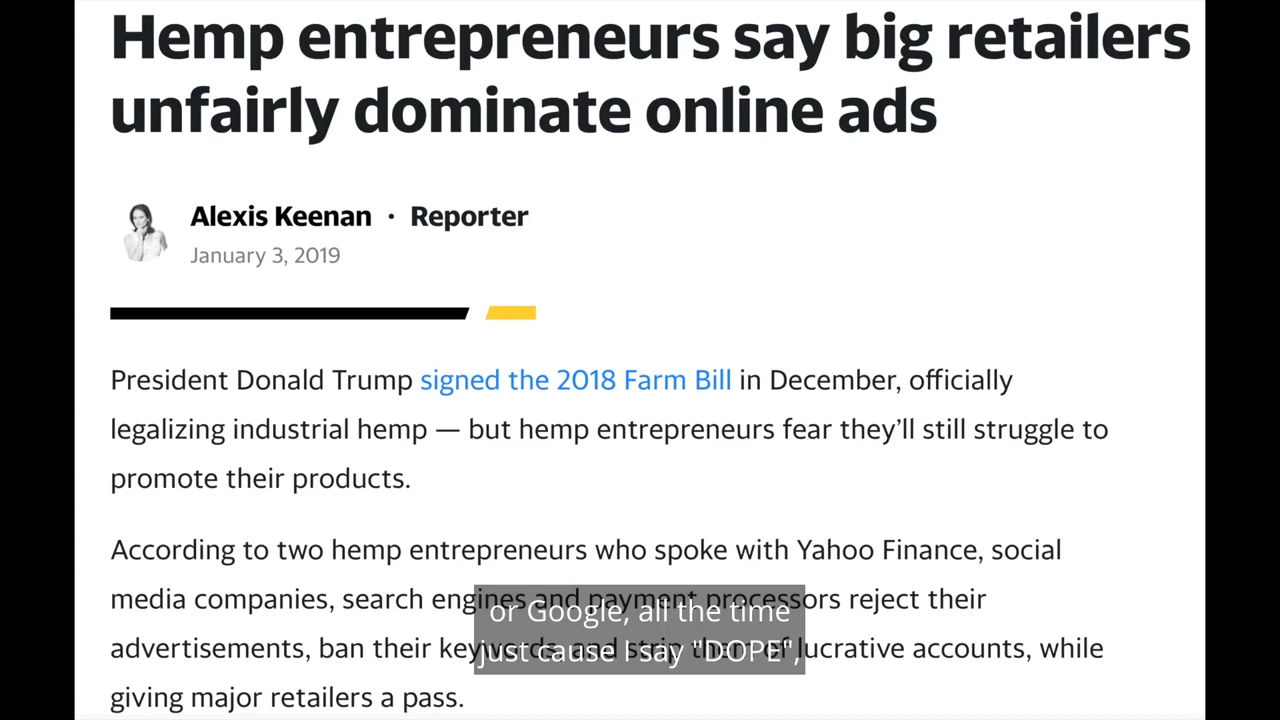 Hemp entrepreneurs say big retailers
unfairly dominate online ads
Alexis Keenan · Reporter
January 3, 2019
President Donald Trump signed the 2018 Farm Bill in December, officially
legalizing industrial hemp — but hemp entrepreneurs fear they’ll still struggle to
promote their products.
According to two hemp entrepreneurs who spoke with Yahoo Finance, social
media companies, search engines and payment processors reject their
advertisements, ban their keywords, and strip them of lucrative accounts, while
giving major retailers a pass.
or Google, all the time
just cause I say "DOPE",